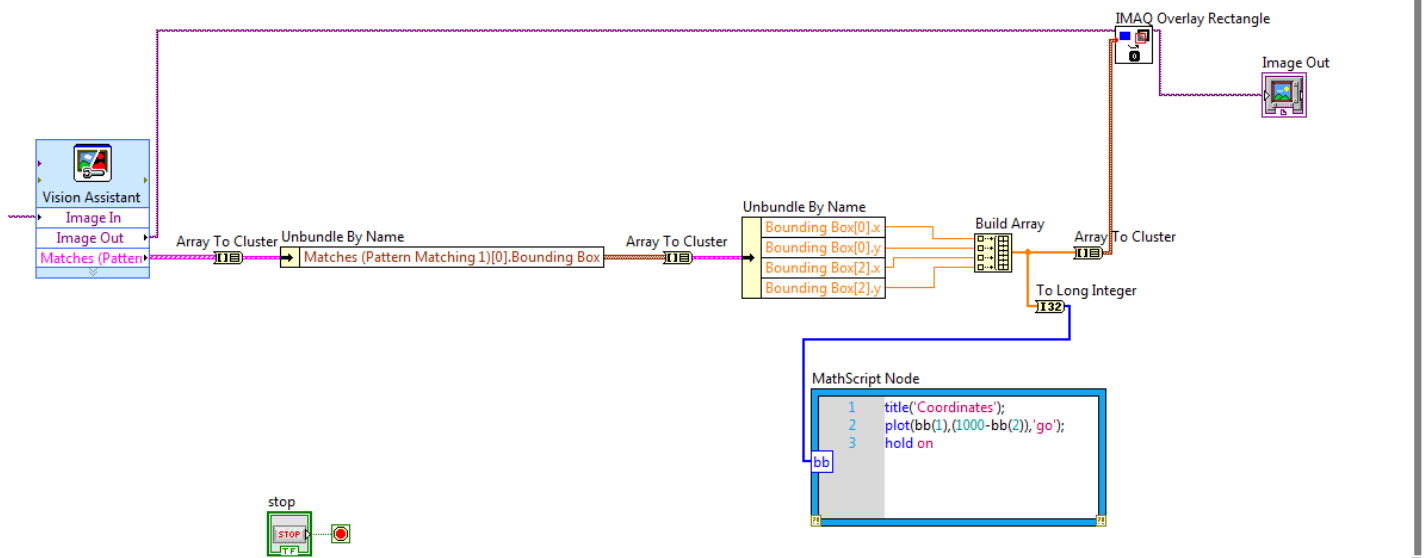 IMAQ Overlay Rectangle
Image Out
Vision Assistant
Image In
Image Out
Matches (Pattern
Array To Cluster
Unbundle By Name
Matches (Pattern Matching 1)[0].Bounding Box
Array To Cluster
Unbundle By Name
Bounding Box[0].x
Bounding Box[0].y
Bounding Box[2].x
Bounding Box[2].y
Build Array
Array To Cluster
To Long Integer
I32
MathScript Node
1 title('Coordinates');
2 plot(bb(1),(1000-bb(2)),'go');
3 hold on
bb
stop
STOP
TF